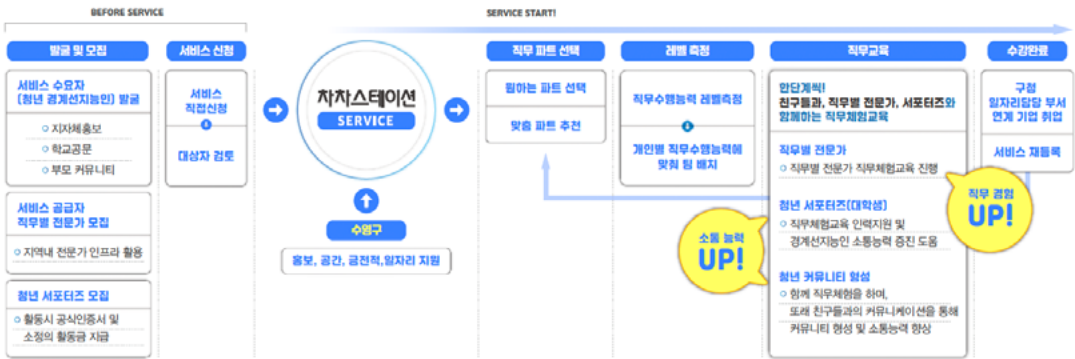 BEFORE SERVICE
SERVICE START!
발굴 및 모집
서비스 수요자
(청년 경계선지능인) 발굴
지자체홍보
학교공문
부모 커뮤니티
서비스 공급자
직무별 전문가 모집
지역내 전문가 인프라 활용
청년 서포터즈 모집
활동시 공식인증서 및
소정의 활동금 지급
서비스 신청
서비스
직접신청
대상자 검토
차차스테이션
SERVICE
수영구
홍보, 공간, 금전적,일자리 지원
직무 파트 선택
원하는 파트 선택
맞춤 파트 추천
레벨 측정
직무수행능력 레벨측정
개인별 직무수행능력에
맞춰 팀 배치
직무교육
한단계씩!
친구들과, 직무별 전문가, 서포터즈와
함께하는 직무체험교육
직무별 전문가
직무별 전문가 직무체험교육 진행
청년 서포터즈(대학생)
직무체험교육 인력지원 및
경계선지능인 소통능력 증진 도움
청년 커뮤니티 형성
함께 직무체험을 하며,
또래 친구들과의 커뮤니케이션을 통해
커뮤니티 형성 및 소통능력 향상
소통 능력
UP!
직무 경험
UP!
수강완료
구청
일자리담당 부서
연계 기업 취업
서비스 재등록